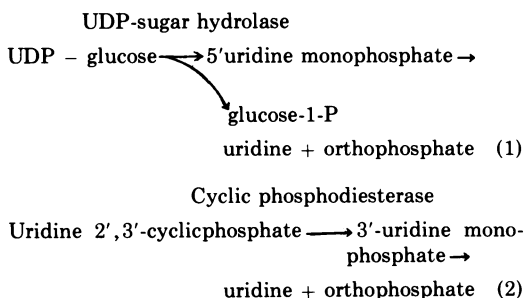 UDP-sugar hydrolase
UDP – glucose → 5'uridine monophosphate →
glucose-1-P
uridine + orthophosphate (1)
Cyclic phosphodiesterase
Uridine 2',3'-cyclicphosphate → 3'-uridine mono-
phosphate →
uridine + orthophosphate (2)